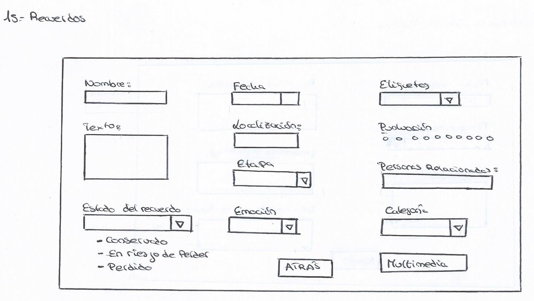 15.- Recuerdos
Nombre:
Fecha
Etiquetas
Texto:
Localización:
Puntuación
Etapa
Personas Relacionadas:
Estado del recuerdo
Emoción
Categoría
- Conservado
- En riesgo de Perder
- Perdido
ATRÁS
Multimedia